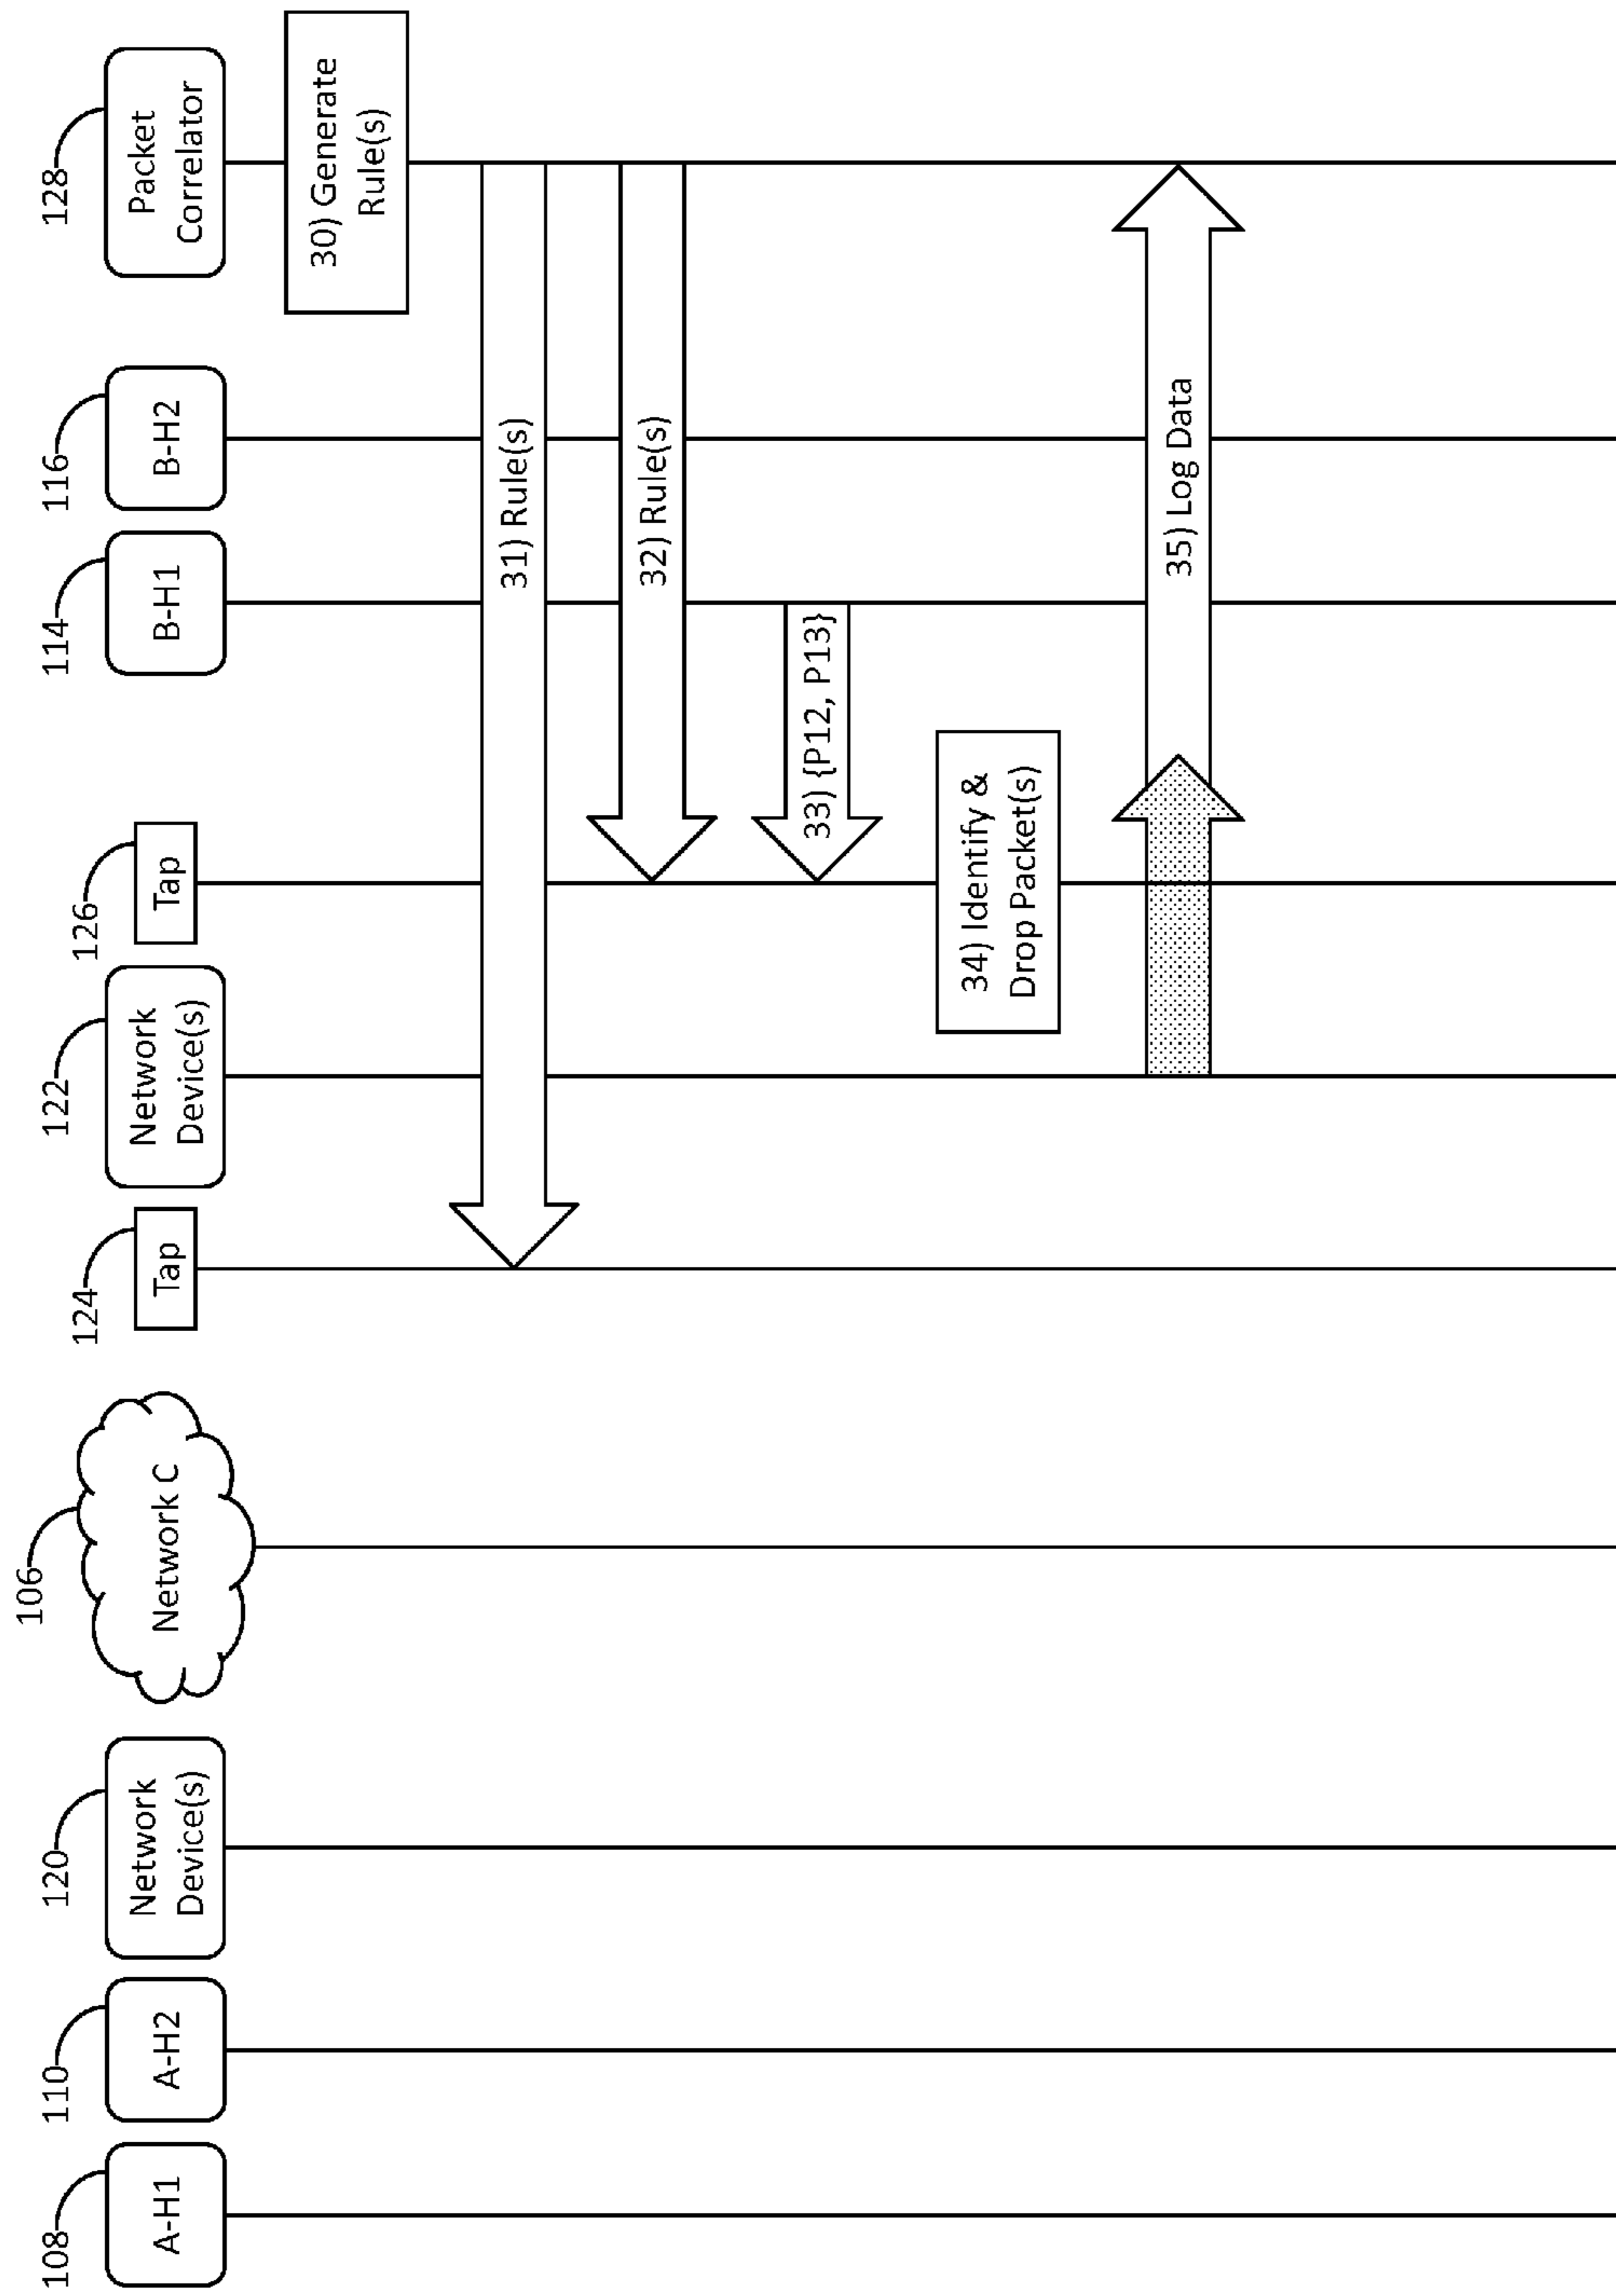 108
A-H1
110
A-H2
120
Network
Device(s)
106
Network C
124
Tap
122
Network
Device(s)
126
Tap
114
B-H1
116
B-H2
128
Packet
Correlator
30) Generate
Rule(s)
31) Rule(s)
32) Rule(s)
33) {P12, P13}
34) Identify &
Drop Packet(s)
35) Log Data